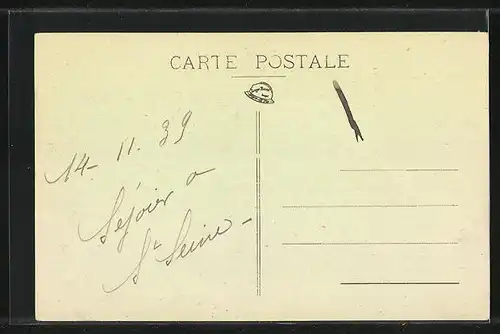 CARTE POSTALE
14- 11. 39
Séjour a
St Seine -